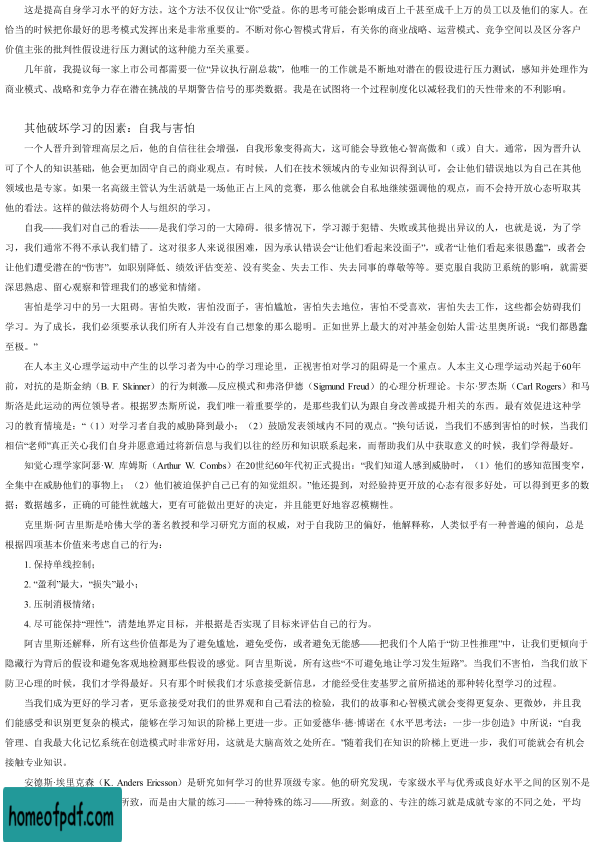 这是提高自身学习水平的好方法。这个方法不仅仅让“你”受益。你的思考可能会影响成百上千甚至成千上万的员工以及他们的家人。在
恰当的时候把你最好的思考模式发挥出来是非常重要的。不断对你心智模式背后，有关你的商业战略、运营模式、竞争空间以及区分客户
价值主张的批判性假设进行压力测试的这种能力至关重要。
几年前，我提议每一家上市公司都需要一位“异议执行副总裁”，他唯一的工作就是不断地对潜在的假设进行压力测试，感知并处理作为
商业模式、战略和竞争力存在潜在挑战的早期警告信号的那类数据。我是在试图将一个过程制度化以减轻我们的天性带来的不利影响。
其他破坏学习的因素：自我与害怕
一个人晋升到管理高层之后，他的自信往往会增强，自我形象变得高大，这可能会导致他心智高傲和（或）自大。通常，因为晋升认
可了个人的知识基础，他会更加固守自己的商业观点。有时候，人们在技术领域内的专业知识得到认可，会让他们错误地以为自己在其他
领域也是专家。如果一名高级主管认为生活就是一场他正占上风的竞赛，那么他就会自私地继续强调他的观点，而不会持开放心态听取其
他的看法。这样的做法将妨碍个人与组织的学习。
自我——我们对自己的看法——是我们学习的一大障碍。很多情况下，学习源于犯错、失败或其他提出异议的人，也就是说，为了学
习，我们通常不得不承认我们错了。这对很多人来说很困难，因为承认错误会“让他们看起来没面子”，或者“让他们看起来很愚蠢”，或者会
让他们遭受潜在的“伤害”，如职别降低、绩效评估变差、没有奖金、失去工作、失去同事的尊敬等等。要克服自我防卫系统的影响，就需要
深思熟虑、留心观察和管理我们的感觉和情绪。
害怕是学习中的另一大阻碍。害怕失败，害怕没面子，害怕尴尬，害怕失去地位，害怕不受喜欢，害怕失去工作，这些都会妨碍我们
学习。为了成长，我们必须要承认我们所有人并没有自己想象的那么聪明。正如世界上最大的对冲基金创始人雷·达里奥所说：“我们都愚蠢
至极。”
在人本主义心理学运动中产生的以学习者为中心的学习理论里，正视害怕对学习的阻碍是一个重点。人本主义心理学运动兴起于60年
前，对抗的是斯金纳（B. F. Skinner）的行为刺激—反应模式和弗洛伊德（Sigmund Freud）的心理分析理论。卡尔·罗杰斯（Carl Rogers）和马
斯洛是此运动的两位领导者。根据罗杰斯所说，我们唯一着重要学的，是那些我们认为跟自身改善或提升相关的东西。最有效促进这种学
习的教育情境是：“（1）对学习者自我的威胁降到最小；（2）鼓励发表领域内不同的观点。”换句话说，当我们不感到害怕的时候，当我们
相信“老师”真正关心我们自身并愿意通过将新信息与我们以往的经历和知识联系起来，而帮助我们从中获取意义的时候，我们学得最好。
知觉心理学家阿瑟·W. 库姆斯（Arthur W. Combs）在20世纪60年代初正式提出：“我们知道人感到威胁时，（1）他们的感知范围变窄，
全集中在威胁他们的事物上；（2）他们被迫保护自己已有的知觉组织。”他还提到，对经验持更开放的心态有很多好处，可以得到更多的数
据；数据越多，正确的可能性就越大，更有可能做出更好的决定，并且能更好地容忍模糊性。
克里斯·阿吉里斯是哈佛大学的著名教授和学习研究方面的权威，对于自我防卫的偏好，他解释称，人类似乎有一种普遍的倾向，总是
根据四项基本价值来考虑自己的行为：
1. 保持单线控制；
2. “盈利”最大，“损失”最小；
3. 压制消极情绪；
4. 尽可能保持“理性”，清楚地界定目标，并根据是否实现了目标来评估自己的行为。
阿吉里斯还解释，所有这些价值都是为了避免尴尬，避免受伤，或者避免无能感——把我们个人陷于“防卫性推理”中，让我们更倾向于
隐藏行为背后的假设和避免客观地检测那些假设的感觉。阿吉里斯说，所有这些“不可避免地让学习发生短路”。当我们不害怕，当我们放下
防卫心理的时候，我们才学得最好。只有那个时候我们才乐意接受新信息，才能经受住麦基罗之前所描述的那种转化型学习的过程。
当我们成为更好的学习者，更乐意接受对我们的世界观和自己看法的检验，我们的故事和心智模式就会变得更复杂、更微妙，并且我
们能感受和识别更复杂的模式，能够在学习知识的阶梯上更进一步。正如爱德华·德·博诺在《水平思考法：一步一步创造》中所说：“自我
管理、自我最大化记忆系统在创造模式时非常好用，这就是大脑高效之处所在。”随着我们在知识的阶梯上更进一步，我们可能就会有机会
接触专业知识。
安德斯·埃里克森（K. Anders Ericsson）是研究如何学习的世界顶级专家。他的研究发现，专家级水平与优秀或良好水平之间的区别不是
所致，而是由大量的练习——一种特殊的练习——所致。刻意的、专注的练习就是成就专家的不同之处，平均
homeofpdf.com